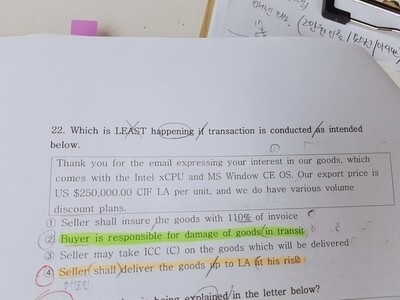 22. Which is LEAST happening if transaction is conducted as intended
below.
Thank you for the email expressing your interest in our goods, which
comes with the Intel xCPU and MS Window CE OS. Our export price is
US $250,000.00 CIF LA per unit, and we do have various volume
discount plans.
① Seller shall insure the goods with 110% of invoice
② Buyer is responsible for damage of goods in transit
③ Seller may take ICC (C) on the goods which will be delivered
④ Seller shall deliver the goods up to LA at his risk
is being explained in the letter below?